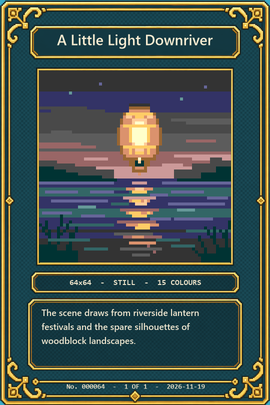 A Little Light Downriver
64x64 - STILL - 15 COLOURS
The scene draws from riverside lantern
festivals and the spare silhouettes of
woodblock landscapes.
No. 000064 - 1 OF 1 - 2026-11-19